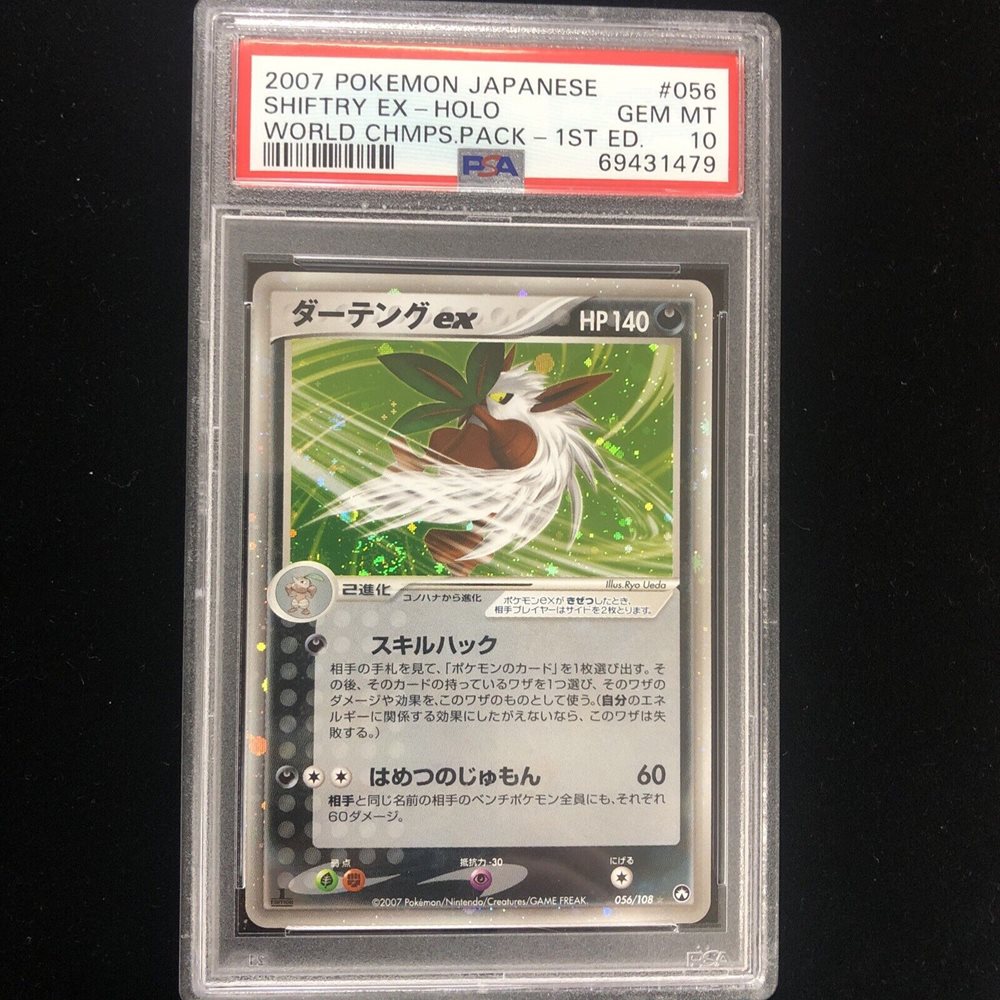 2007 POKEMON JAPANESE #056
SHIFTRY EX-HOLO GEM MT
WORLD CHMPS.PACK-1ST ED. 10
PSA 69431479
ダーテングex HP140
Illus.Ryo Ueda
2進化 コノハナから進化
ポケモンexがきぜつしたとき、
相手プレイヤーはサイドを2枚とります。
スキルハック
相手の手札を見て、「ポケモンのカード」を1枚選び出す。そ
の後、そのカードの持っているワザを1つ選び、そのワザの
ダメージや効果を、このワザのものとして使う。(自分のエネ
ルギーに関係する効果にしたがえないなら、このワザは失
敗する。)
はめつのじゅもん 60
相手と同じ名前の相手のベンチポケモン全員にも、それぞれ
60ダメージ。
弱点 抵抗力-30 にげる
1
EDITION
©2007 Pokémon/Nintendo/Creatures/GAME FREAK.
056/108
PSA